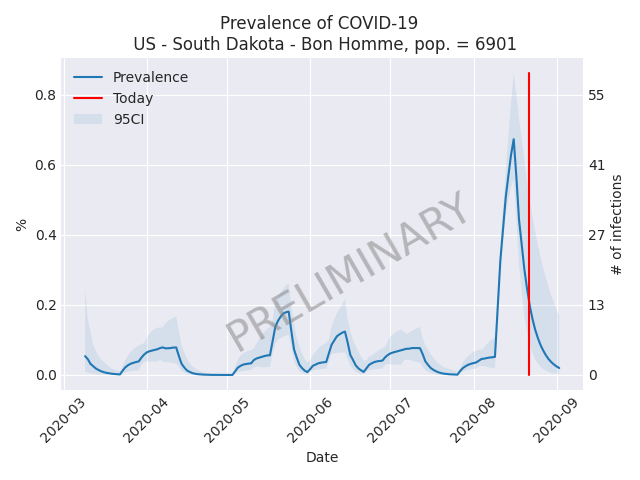 Prevalence of COVID-19
US - South Dakota - Bon Homme, pop. = 6901
Prevalence
Today
95CI
0.8
0.6
0.4
0.2
0.0
%
55
41
27
13
0
# of infections
PRELIMINARY
2020-03
2020-04
2020-05
2020-06
2020-07
2020-08
2020-09
Date